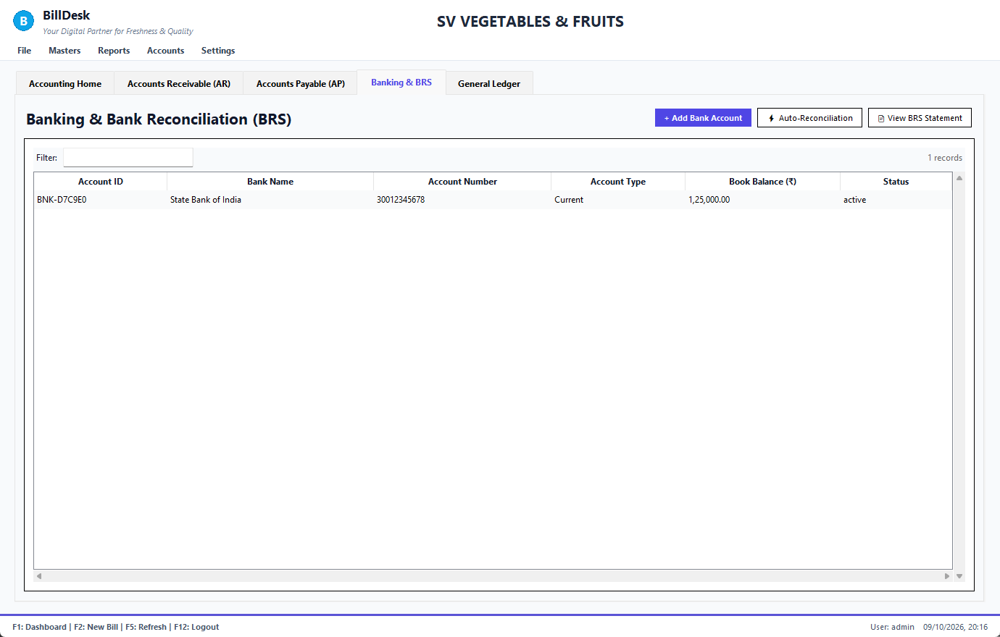 B
BillDesk
Your Digital Partner for Freshness & Quality
SV VEGETABLES & FRUITS
File Masters Reports Accounts Settings
Accounting Home Accounts Receivable (AR) Accounts Payable (AP) Banking & BRS General Ledger
Banking & Bank Reconciliation (BRS)
+ Add Bank Account Auto-Reconciliation View BRS Statement
Filter: 1 records
Account ID Bank Name Account Number Account Type Book Balance (₹) Status
BNK-D7C9E0 State Bank of India 30012345678 Current 1,25,000.00 active
F1: Dashboard | F2: New Bill | F5: Refresh | F12: Logout User: admin 09/10/2026, 20:16